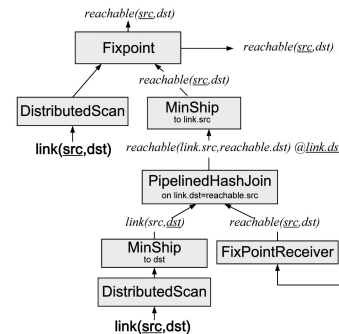 reachable(src,dst)
Fixpoint
reachable(src,dst)
reachable(src,dst)
DistributedScan
MinShip
to link.src
link(src,dst)
reachable(link.src,reachable.dst) @link.ds
PipelinedHashJoin
on link.dst=reachable.src
link(src,dst)
reachable(src,dst)
MinShip
to dst
FixPointReceiver
DistributedScan
link(src,dst)